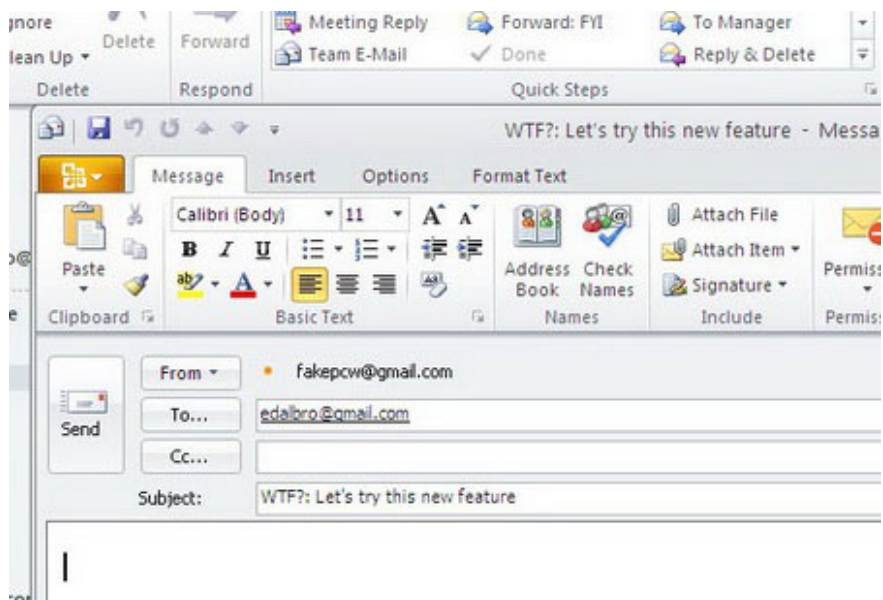 gnore
Meeting Reply Forward: FYI To Manager
Delete Forward
lean Up Team E-Mail Done Reply & Delete
Delete Respond Quick Steps
WTF?: Let's try this new feature - Messa
Message Insert Options Format Text
Calibri (Body) 11 A A Attach File
B I U Attach Item
Paste Address Check Permiss
ab A Aa Book Names Signature
Clipboard Basic Text Names Include Permiss
From fakepcw@gmail.com
To... edalbro@gmail.com
Send
Cc...
Subject: WTF?: Let's try this new feature